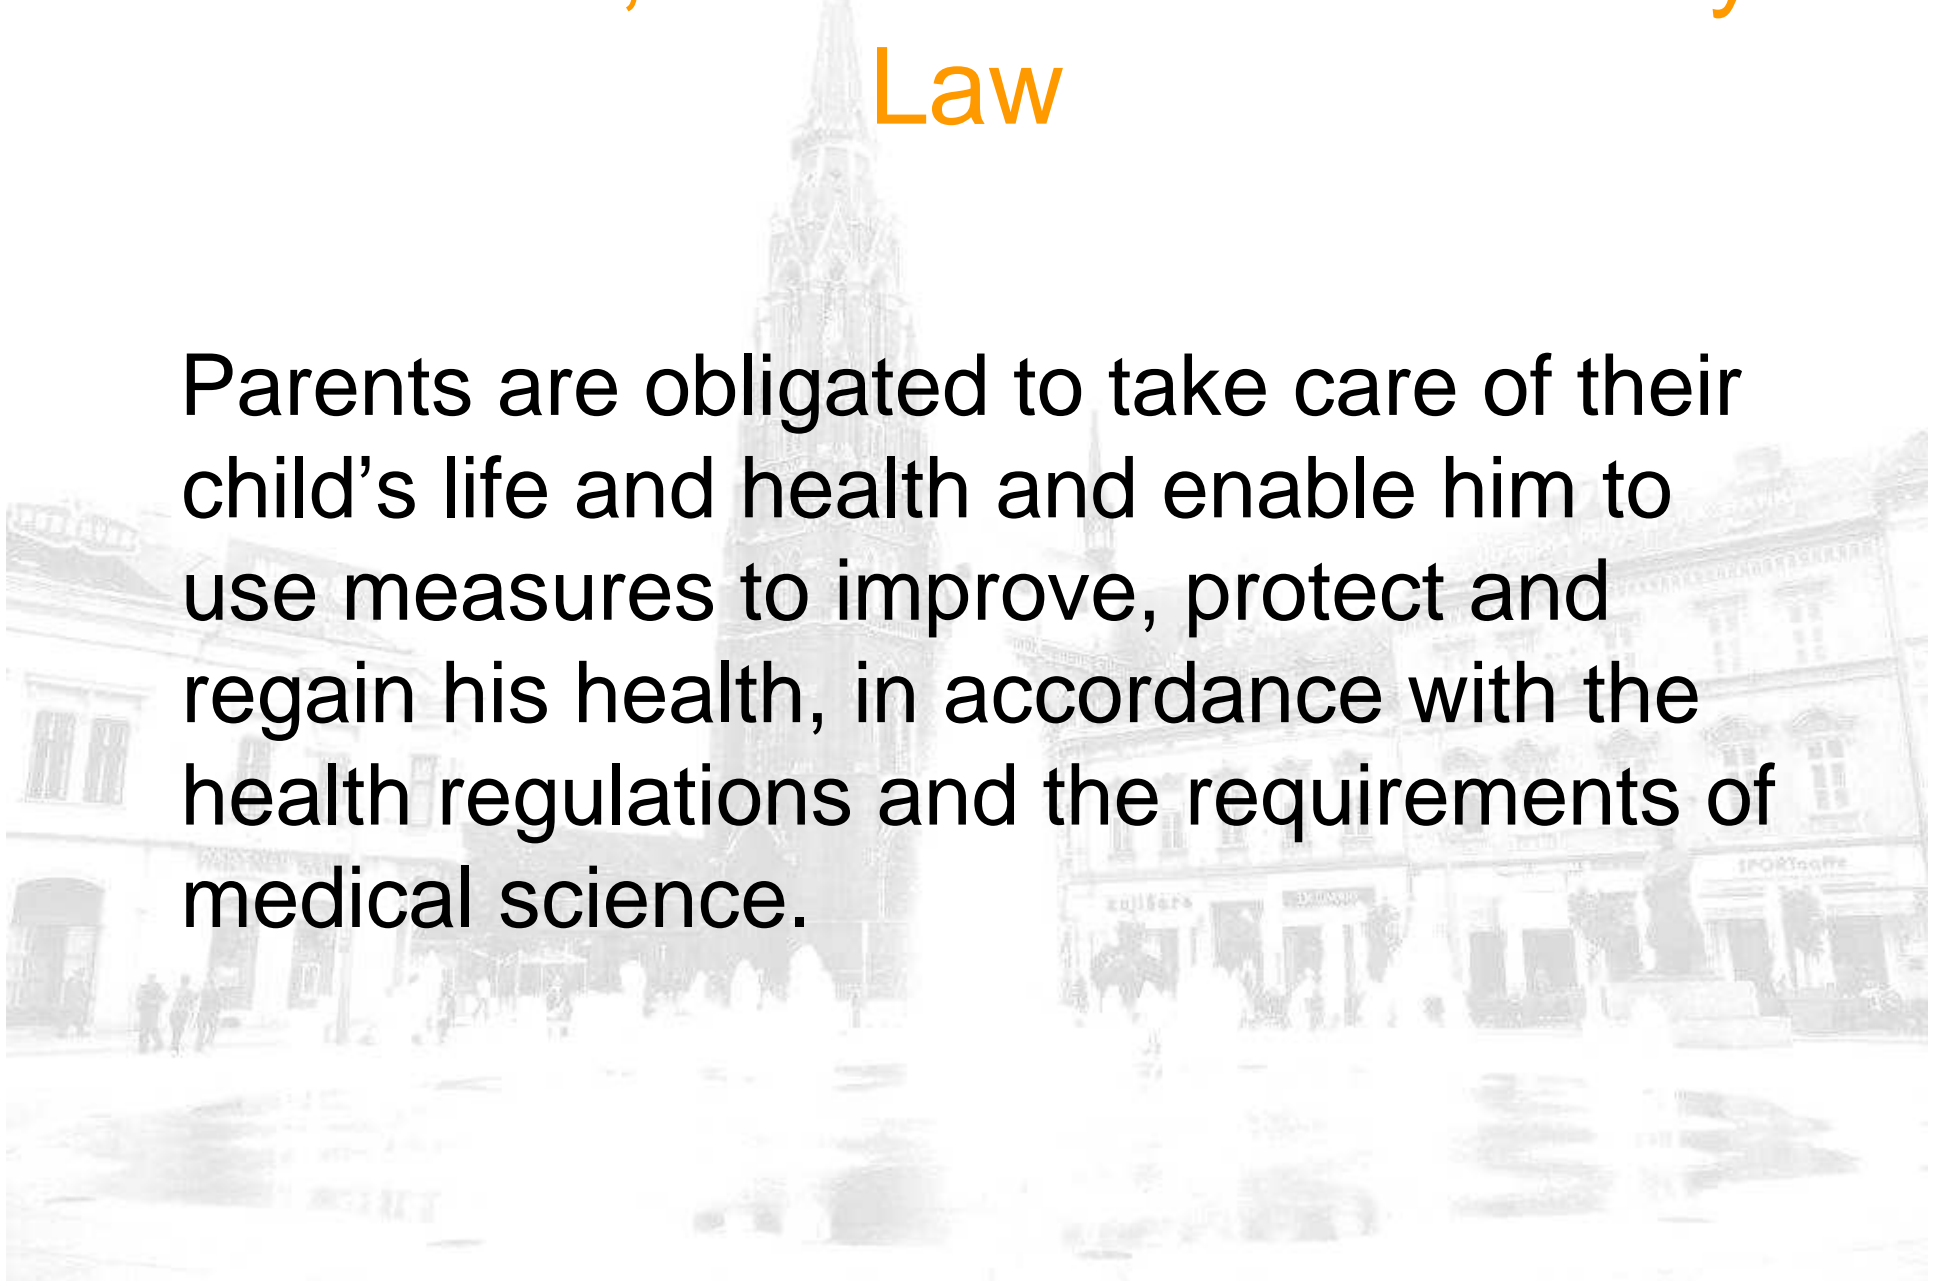 Law
Parents are obligated to take care of their
child’s life and health and enable him to
use measures to improve, protect and
regain his health, in accordance with the
health regulations and the requirements of
medical science.